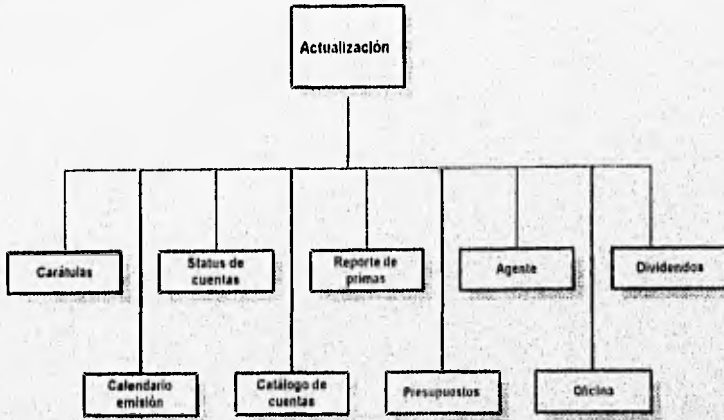 Actualización
Carátulas
Status de
cuentas
Reporte de
primas
Agente
Dividendos
Calendario
emisión
Catálogo de
cuentas
Presupuestos
Oficina